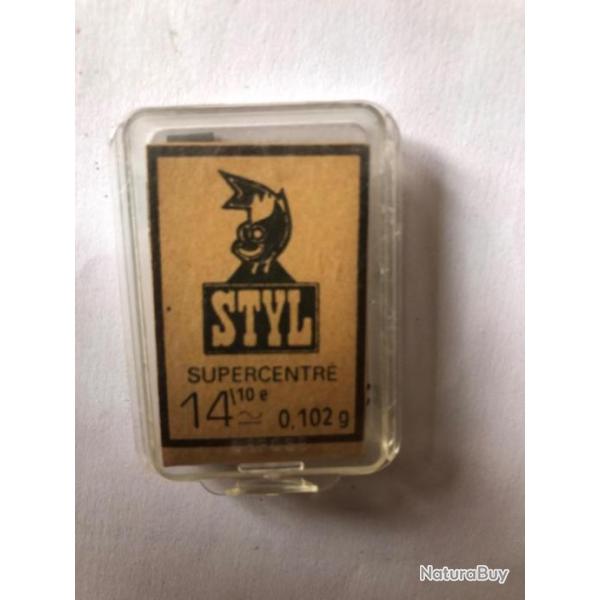 STYL
SUPERCENTRÉ
14 1/10 e ≃ 0,102 g
NaturaBuy